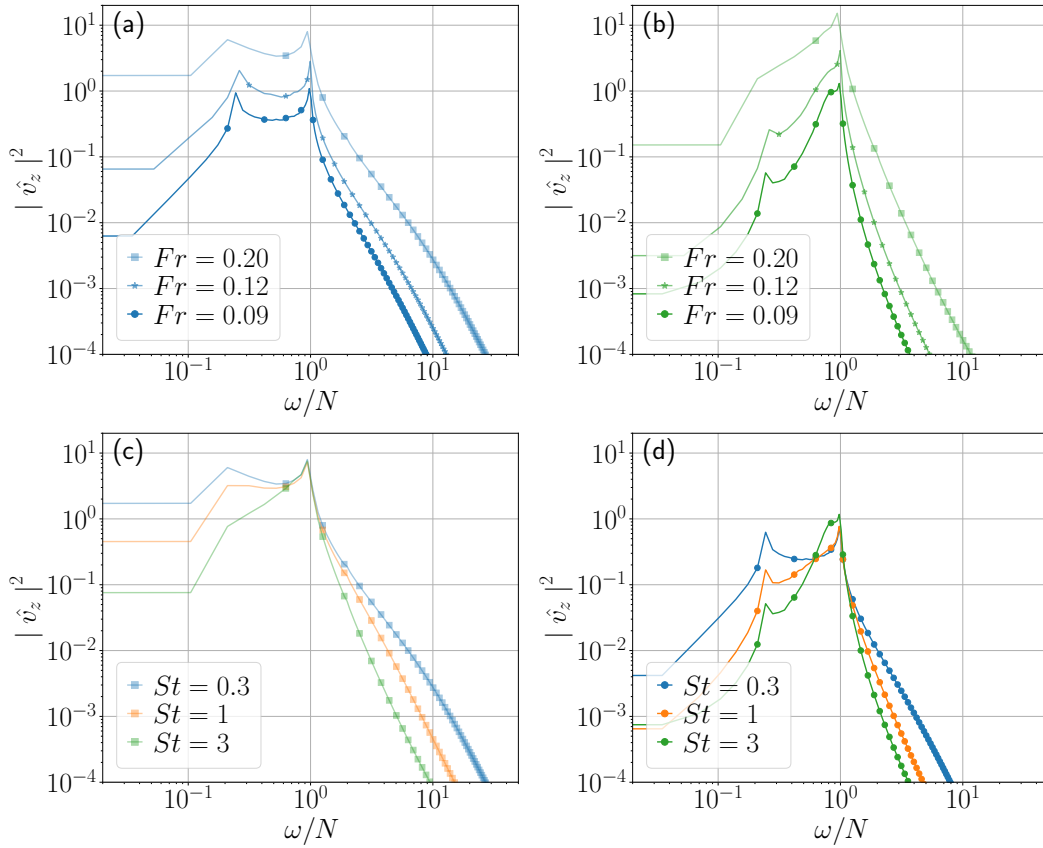 (a)
10^1
10^0
10^{-1}
10^{-2}
10^{-3}
10^{-4}
| \hat{v}_z |^2
Fr = 0.20
Fr = 0.12
Fr = 0.09
10^{-1} 10^0 10^1
ω/N
(b)
10^1
10^0
10^{-1}
10^{-2}
10^{-3}
10^{-4}
| \hat{v}_z |^2
Fr = 0.20
Fr = 0.12
Fr = 0.09
10^{-1} 10^0 10^1
ω/N
(c)
10^1
10^0
10^{-1}
10^{-2}
10^{-3}
10^{-4}
| \hat{v}_z |^2
St = 0.3
St = 1
St = 3
10^{-1} 10^0 10^1
ω/N
(d)
10^1
10^0
10^{-1}
10^{-2}
10^{-3}
10^{-4}
| \hat{v}_z |^2
St = 0.3
St = 1
St = 3
10^{-1} 10^0 10^1
ω/N